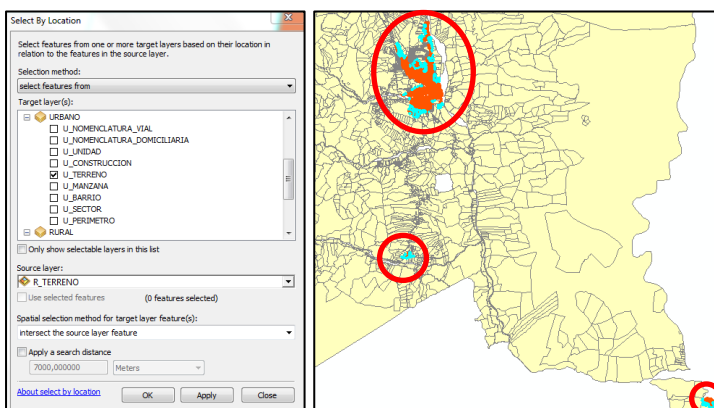 Select By Location
Select features from one or more target layers based on their location in
relation to the features in the source layer.
Selection method:
select features from
Target layer(s):
URBANO
U_NOMENCLATURA_VIAL
U_NOMENCLATURA_DOMICILIARIA
U_UNIDAD
U_CONSTRUCCION
U_TERRENO
U_MANZANA
U_BARRIO
U_SECTOR
U_PERIMETRO
RURAL
Only show selectable layers in this list
Source layer:
R_TERRENO
Use selected features (0 features selected)
Spatial selection method for target layer feature(s):
intersect the source layer feature
Apply a search distance
7000,000000 Meters
About select by location OK Apply Close